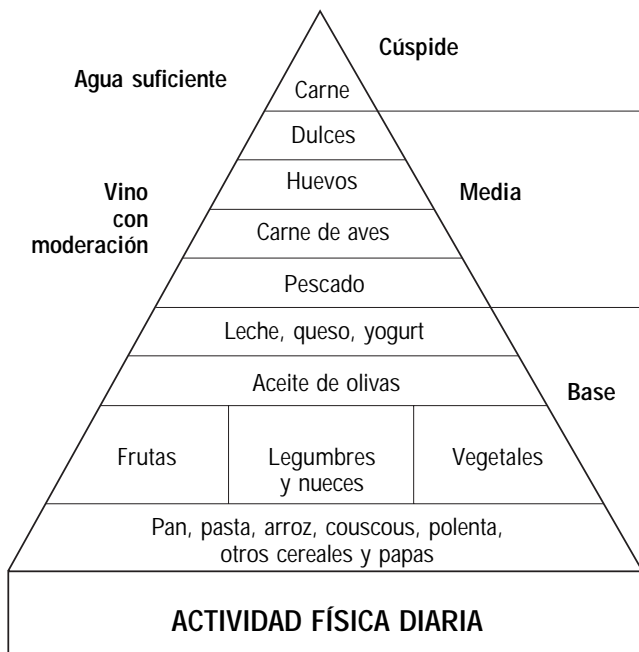 Cúspide
Agua suficiente
Carne
Dulces
Vino
con
moderación
Huevos
Media
Carne de aves
Pescado
Leche, queso, yogurt
Aceite de olivas
Base
Frutas
Legumbres
y nueces
Vegetales
Pan, pasta, arroz, couscous, polenta,
otros cereales y papas
ACTIVIDAD FÍSICA DIARIA